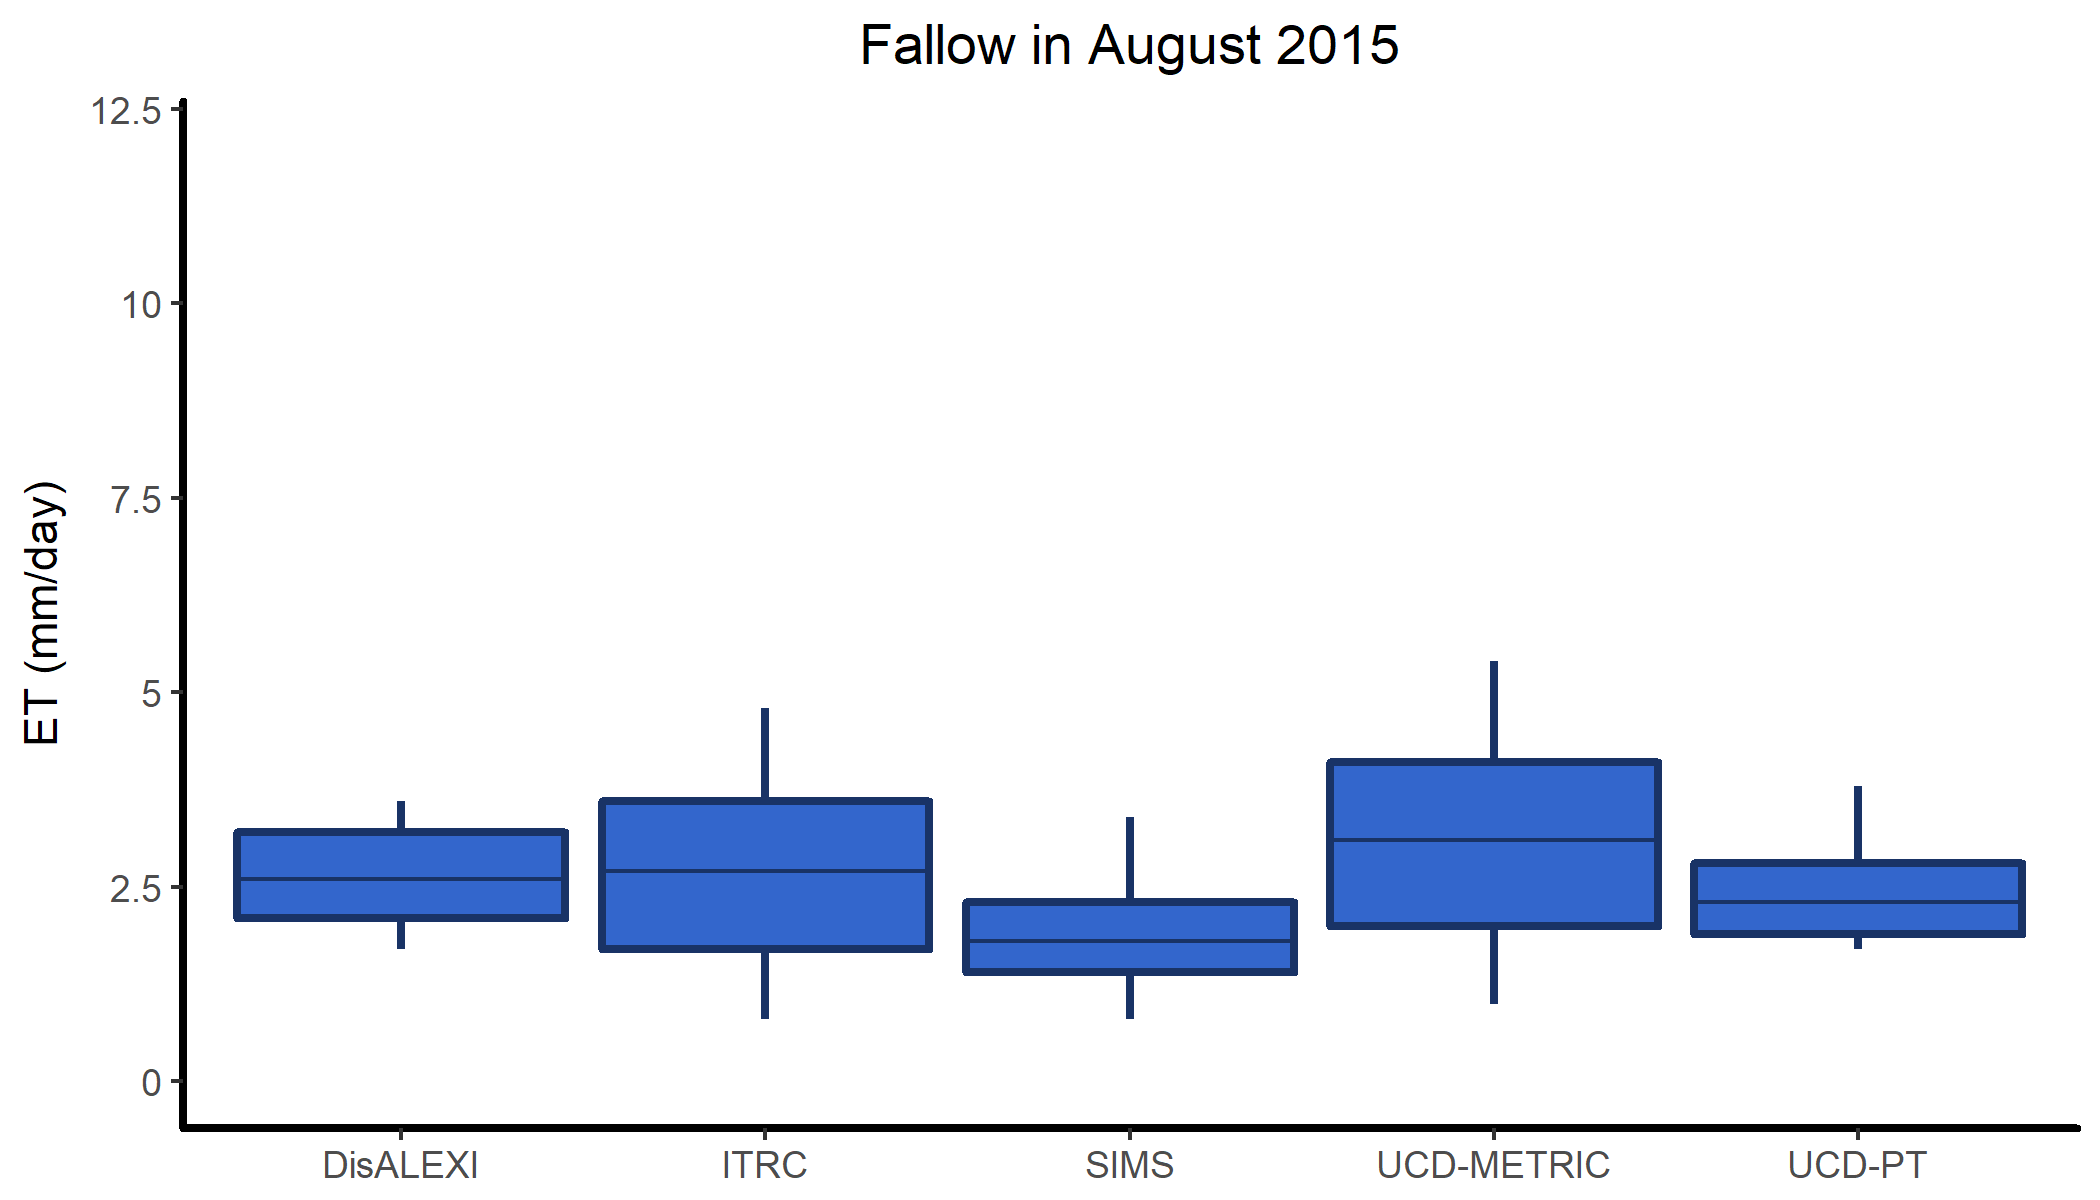 Fallow in August 2015
ET (mm/day)
12.5
10
7.5
5
2.5
0
DisALEXI
ITRC
SIMS
UCD-METRIC
UCD-PT